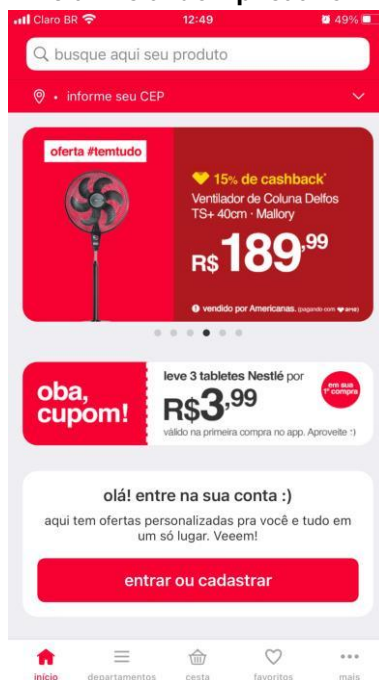 Claro BR 12:49 49%
busque aqui seu produto
informe seu CEP
oferta #temtudo
15% de cashback*
Ventilador de Coluna Delfos
TS+ 40cm · Mallory
R$189,99
vendido por Americanas. (pagando com
oba,
cupom!
leve 3 tabletes Nestlé por
R$3,99
válido na primeira compra no app. Aproveite :)
em sua
1ª compra
olá! entre na sua conta :)
aqui tem ofertas personalizadas pra você e tudo em
um só lugar. Veeem!
entrar ou cadastrar
início departamentos cesta favoritos mais